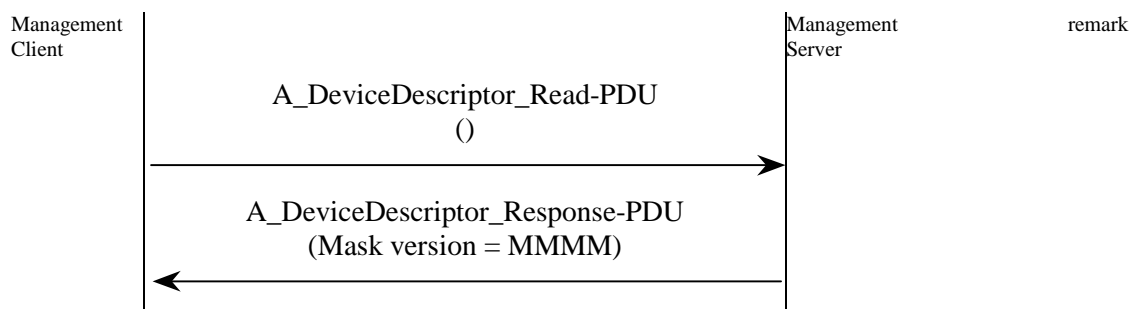 Management
Client
Management
Server
remark
A_DeviceDescriptor_Read-PDU
()
A_DeviceDescriptor_Response-PDU
(Mask version = MMMM)